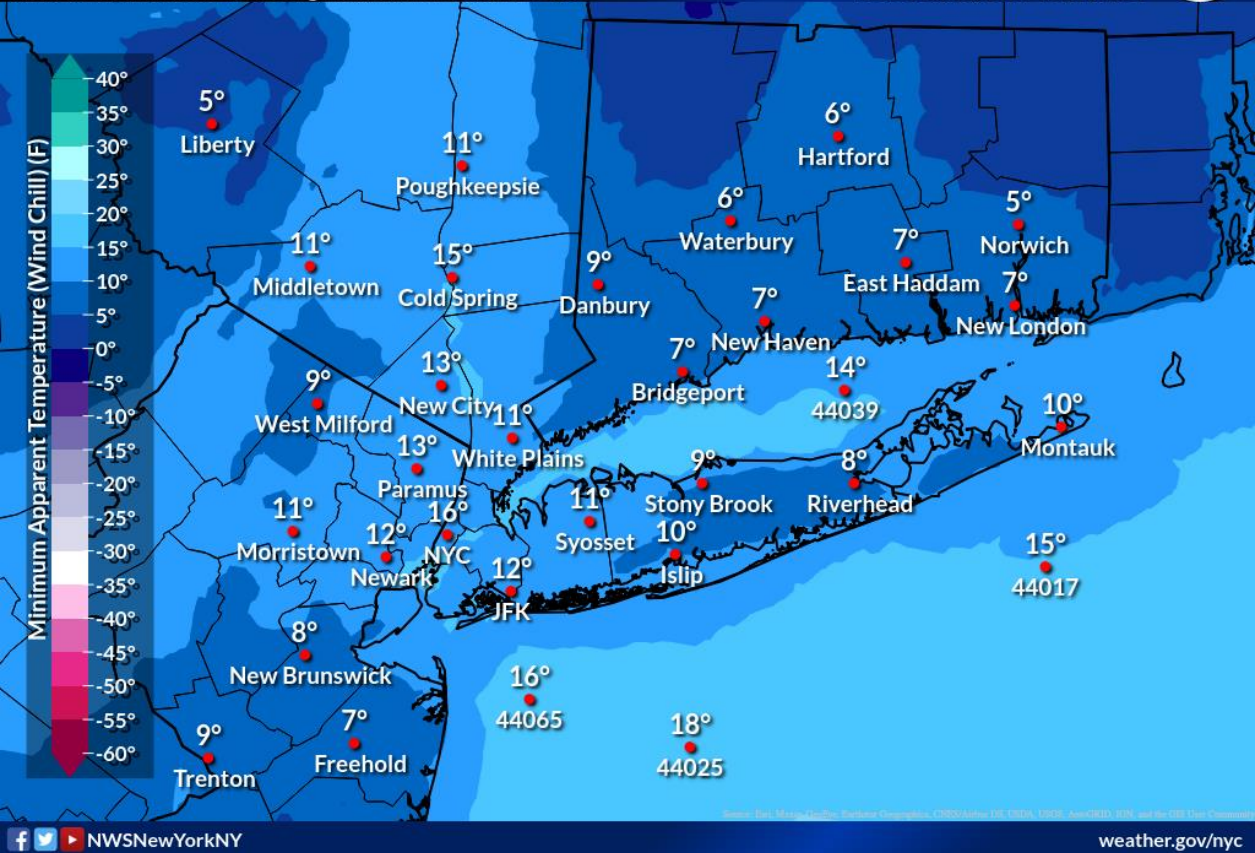 Minimum Apparent Temperature (Wind Chill) (F)
40°
35°
30°
25°
20°
15°
10°
5°
0°
-5°
-10°
-15°
-20°
-25°
-30°
-35°
-40°
-45°
-50°
-55°
-60°
5°
Liberty
11°
Poughkeepsie
6°
Hartford
6°
Waterbury
5°
Norwich
11°
Middletown
15°
Cold Spring
9°
Danbury
7°
East Haddam
7°
New London
7°
New Haven
13°
New City
7°
Bridgeport
14°
44039
9°
West Milford
11°
White Plains
10°
Montauk
13°
Paramus
9°
Stony Brook
8°
Riverhead
11°
Morristown
12°
Newark
16°
NYC
11°
Syosset
10°
Islip
15°
44017
12°
JFK
8°
New Brunswick
16°
44065
18°
44025
9°
Trenton
7°
Freehold
NWSNewYorkNY
weather.gov/nyc